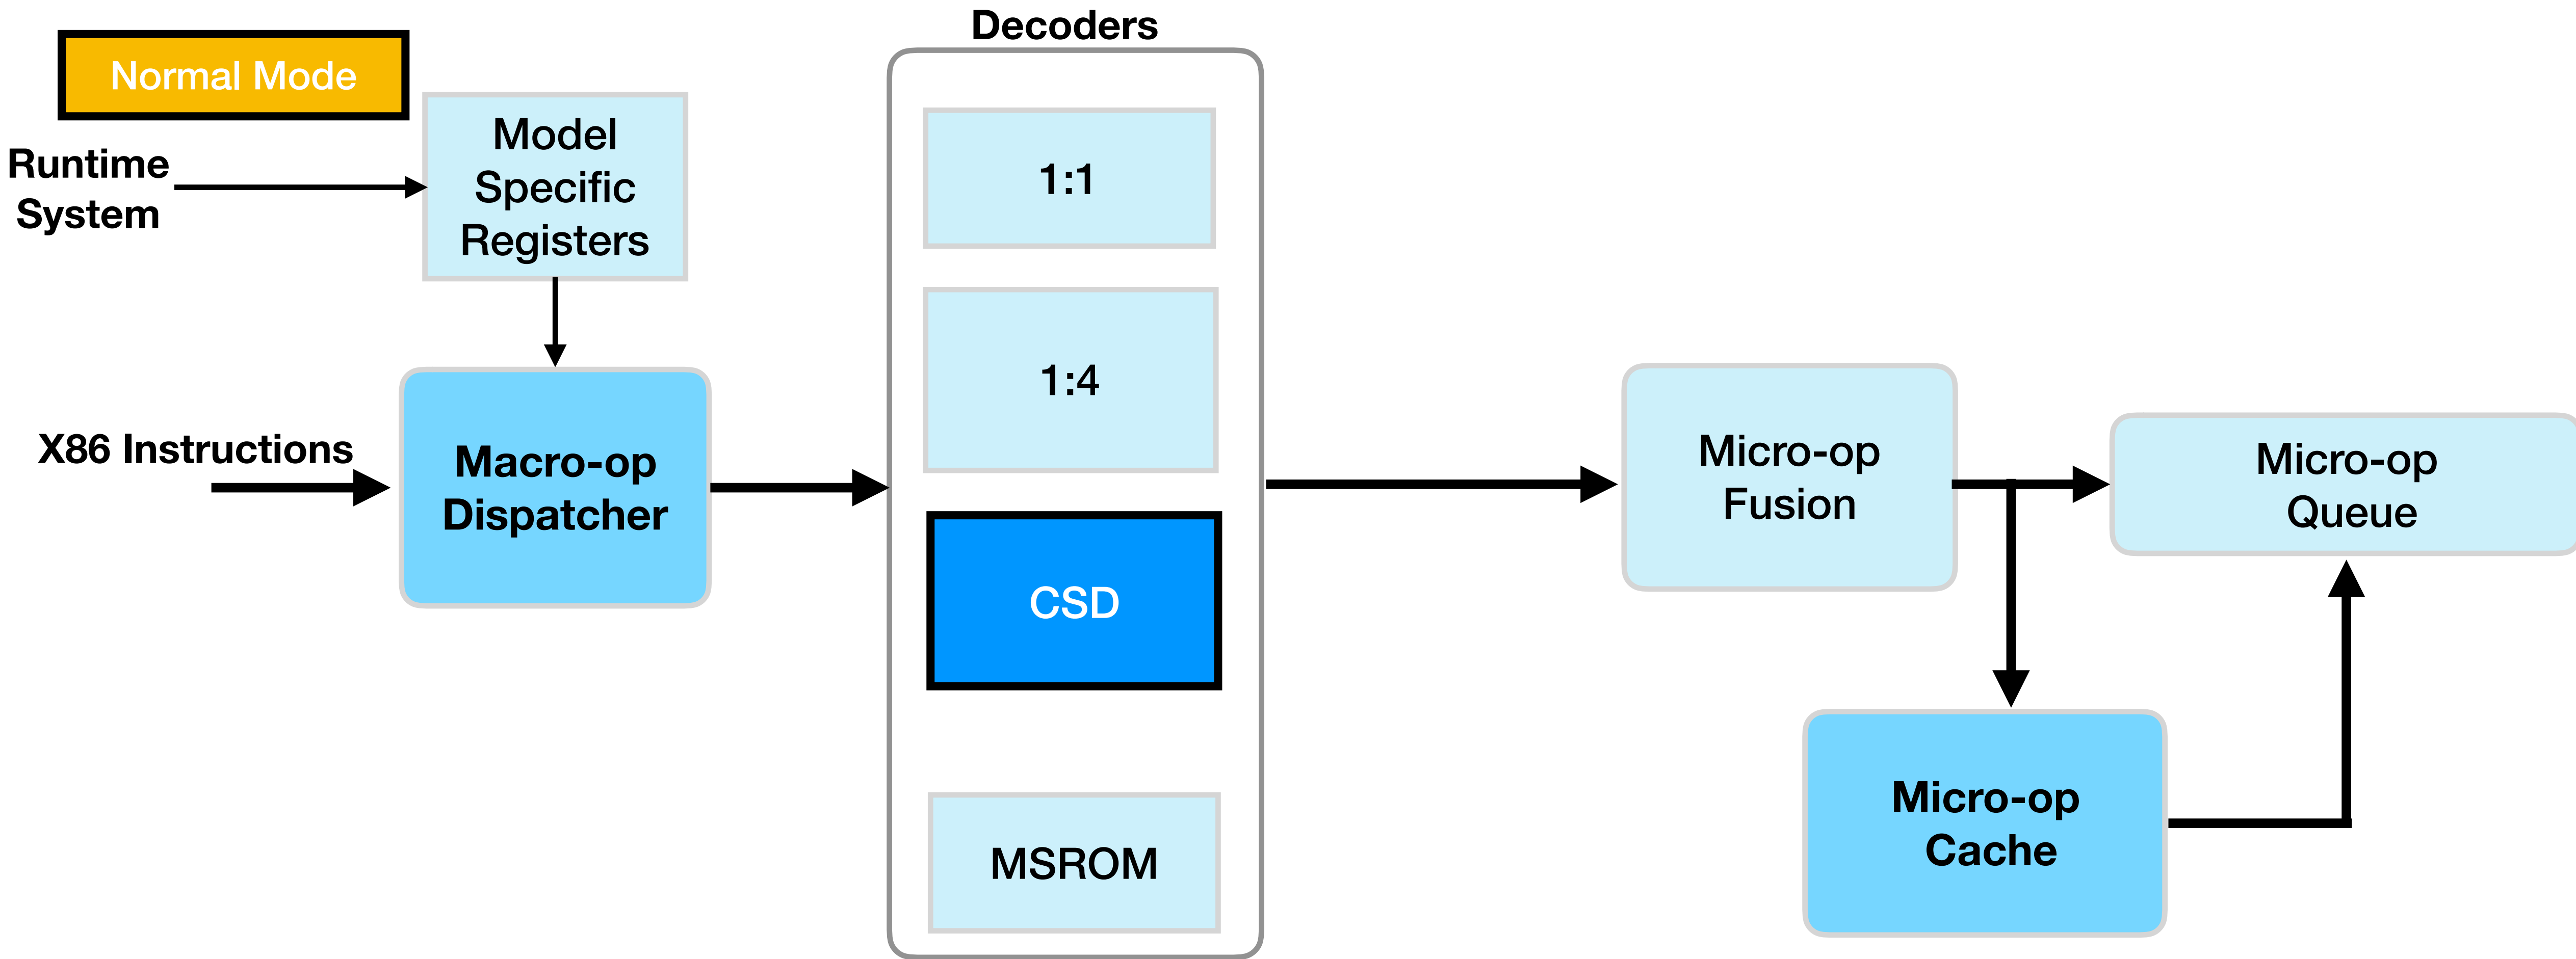 Decoders
Normal Mode
Runtime
System
Model
Specific
Registers
X86 Instructions
Macro-op
Dispatcher
1:1
1:4
CSD
MSROM
Micro-op
Fusion
Micro-op
Queue
Micro-op
Cache